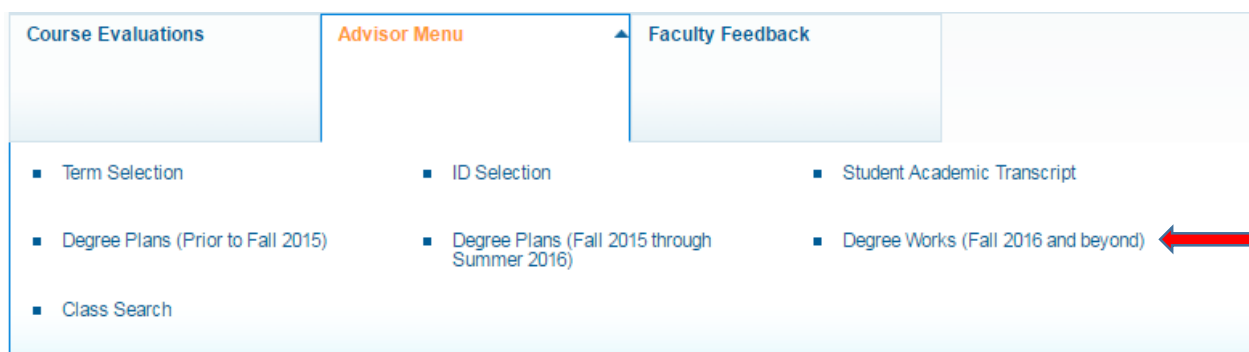 Course Evaluations
Advisor Menu
Faculty Feedback
Term Selection
ID Selection
Student Academic Transcript
Degree Plans (Prior to Fall 2015)
Degree Plans (Fall 2015 through
Summer 2016)
Degree Works (Fall 2016 and beyond)
Class Search